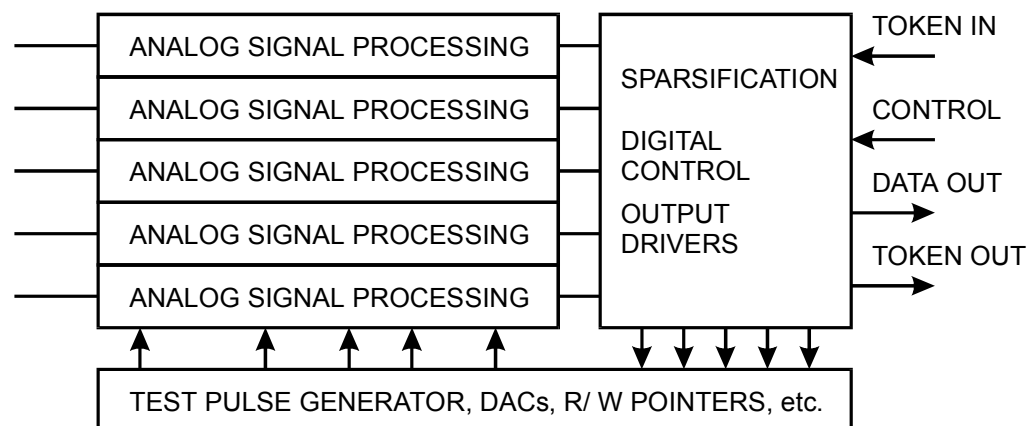 ANALOG SIGNAL PROCESSING
ANALOG SIGNAL PROCESSING
ANALOG SIGNAL PROCESSING
ANALOG SIGNAL PROCESSING
ANALOG SIGNAL PROCESSING
SPARSIFICATION
DIGITAL
CONTROL
OUTPUT
DRIVERS
TOKEN IN
CONTROL
DATA OUT
TOKEN OUT
TEST PULSE GENERATOR, DACs, R/ W POINTERS, etc.